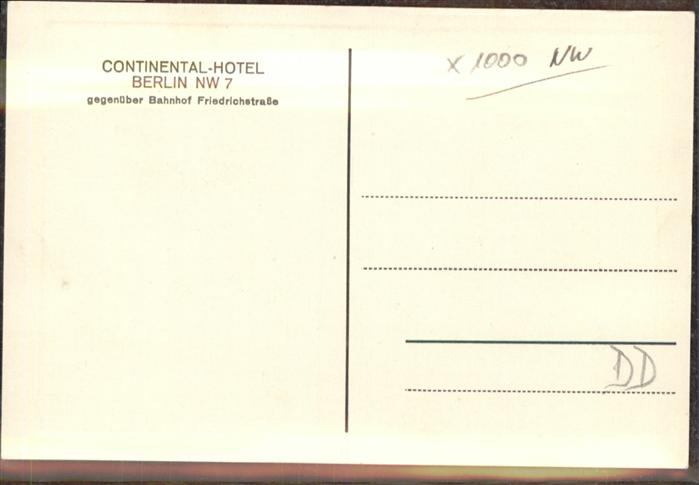 CONTINENTAL-HOTEL
BERLIN NW 7
gegenüber Bahnhof Friedrichstraße
x 1000 NW
DD